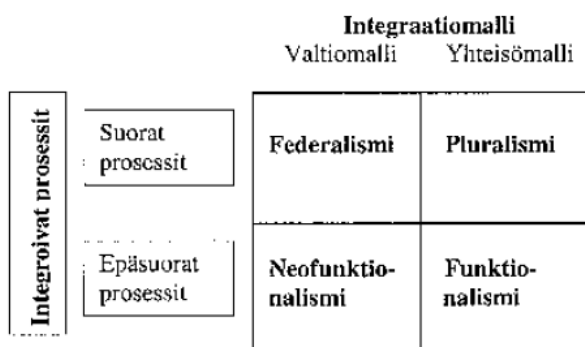 Integraatiomalli
Valtiomalli Yhteisömalli
Integroivat prosessit
Suorat
prosessit
Federalismi
Pluralismi
Epäsuorat
prosessit
Neofunktio-
nalismi
Funktio-
nalismi